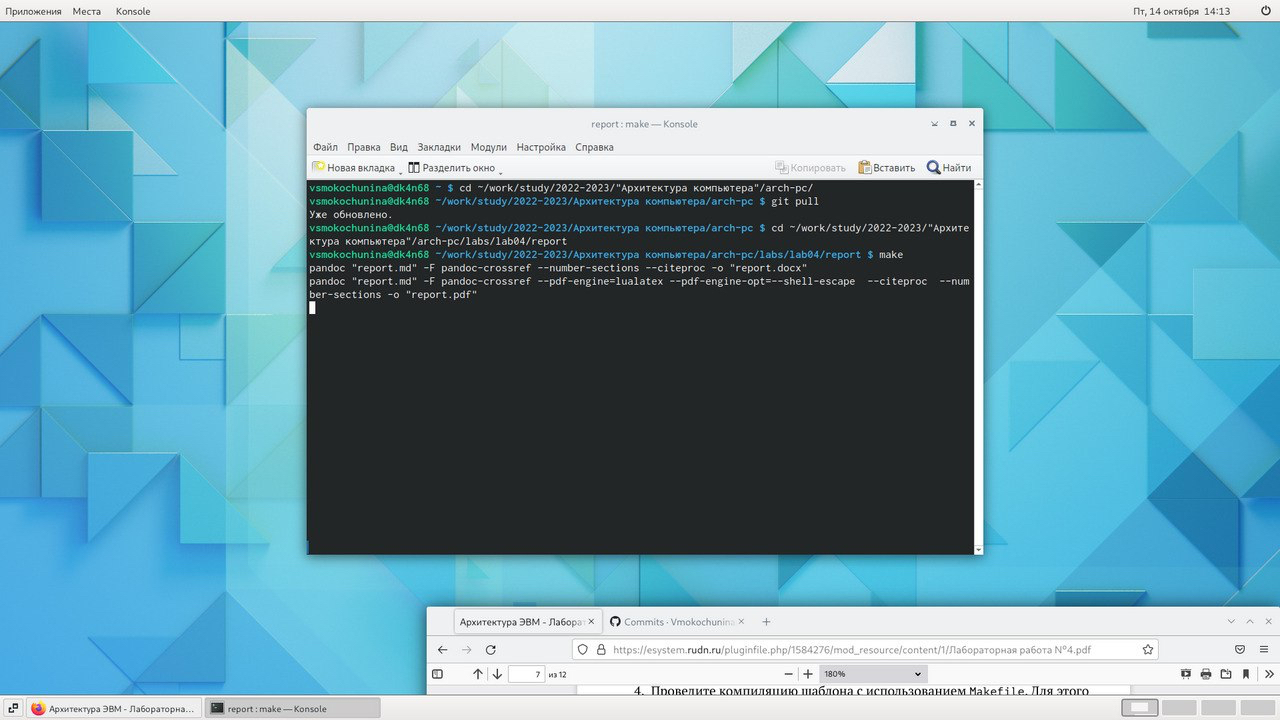 Приложения Места Konsole Пт, 14 октября 14:13
report : make — Konsole
Файл Правка Вид Закладки Модули Настройка Справка
Новая вкладка Разделить окно Копировать Вставить Найти
vsmokochunina@dk4n68 ~ $ cd ~/work/study/2022-2023/"Архитектура компьютера"/arch-pc/
vsmokochunina@dk4n68 ~/work/study/2022-2023/Архитектура компьютера/arch-pc $ git pull
Уже обновлено.
vsmokochunina@dk4n68 ~/work/study/2022-2023/Архитектура компьютера/arch-pc $ cd ~/work/study/2022-2023/"Архите
ктура компьютера"/arch-pc/labs/lab04/report
vsmokochunina@dk4n68 ~/work/study/2022-2023/Архитектура компьютера/arch-pc/labs/lab04/report $ make
pandoc "report.md" -F pandoc-crossref --number-sections --citeproc -o "report.docx"
pandoc "report.md" -F pandoc-crossref --pdf-engine=lualatex --pdf-engine-opt=--shell-escape  --citeproc  --num
ber-sections -o "report.pdf"
Архитектура ЭВМ - Лаборат Commits · Vmokochunina
https://esystem.rudn.ru/pluginfile.php/1584276/mod_resource/content/1/Лабораторная работа №4.pdf
7 из 12 180%
4. Проведите компиляцию шаблона с использованием Makefile. Для этого
Архитектура ЭВМ - Лабораторна... report : make — Konsole